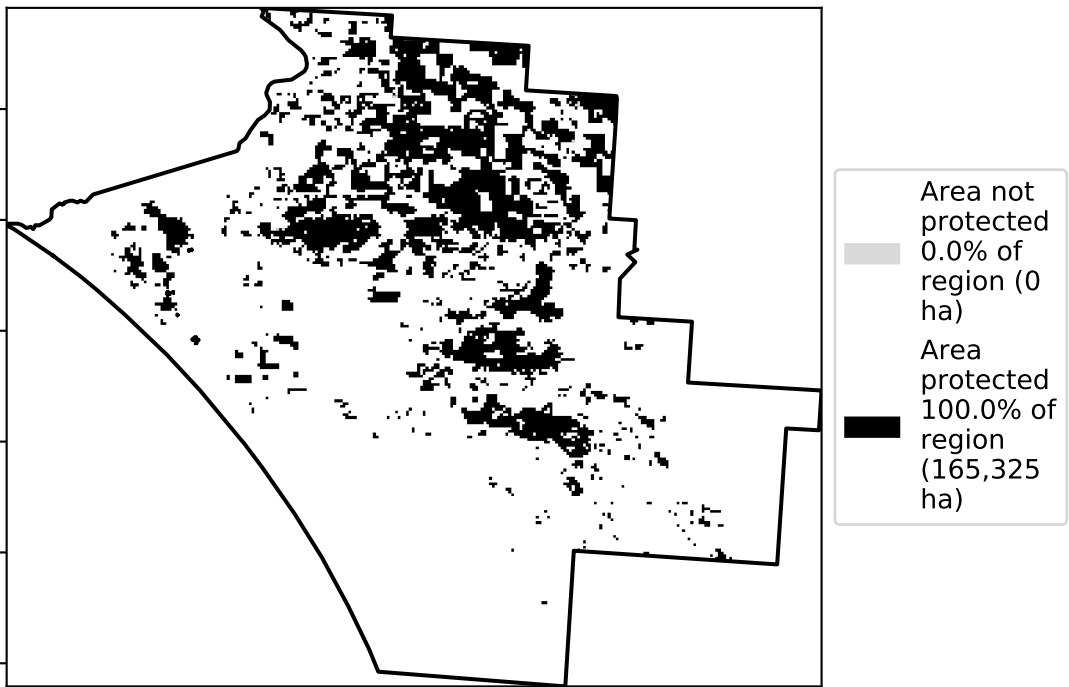 Area not
protected
0.0% of
region (0
ha)
Area
protected
100.0% of
region
(165,325
ha)